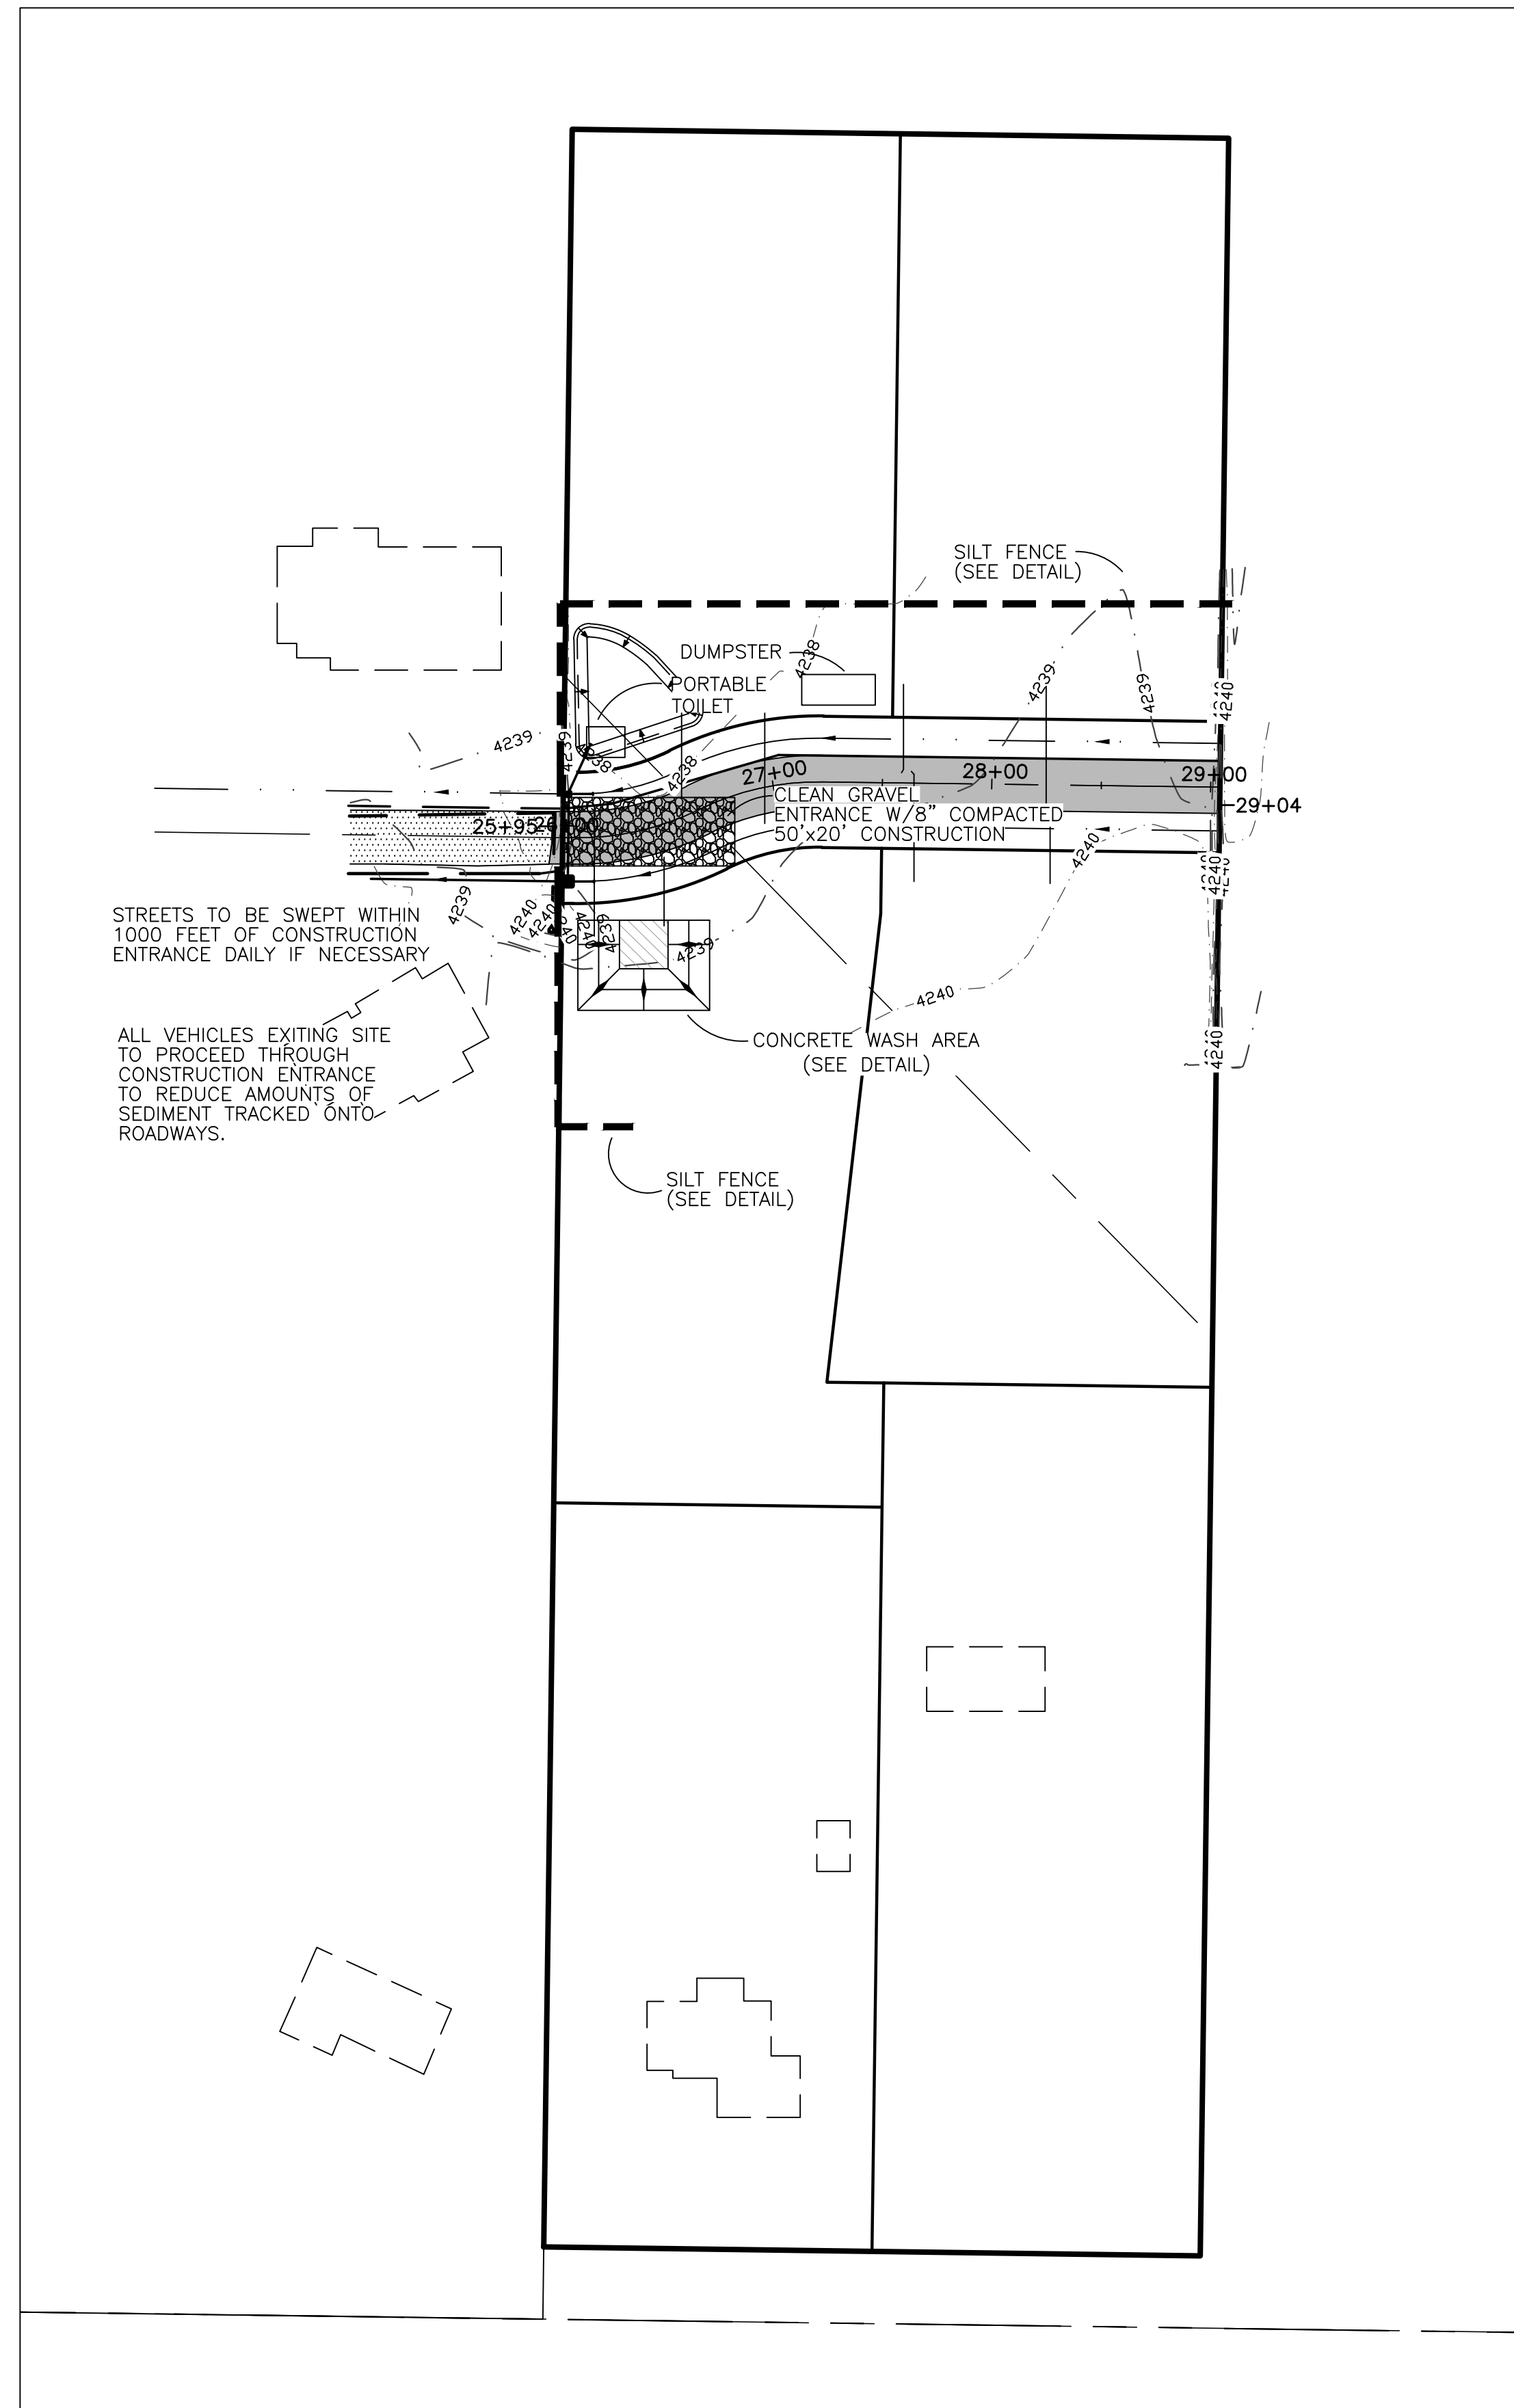 SILT FENCE
(SEE DETAIL)
DUMPSTER
4238
PORTABLE
TOILET
4239
4239
4240
4239
4239
4238
4238
27+00
28+00
29+00
29+04
CLEAN GRAVEL
ENTRANCE W/8" COMPACTED
50'x20' CONSTRUCTION
25+95
4240
4240
4240
4239
4240
4240
4240
4239
4239
STREETS TO BE SWEPT WITHIN
1000 FEET OF CONSTRUCTION
ENTRANCE DAILY IF NECESSARY
4240
4240
ALL VEHICLES EXITING SITE
TO PROCEED THROUGH
CONSTRUCTION ENTRANCE
TO REDUCE AMOUNTS OF
SEDIMENT TRACKED ONTO
ROADWAYS.
CONCRETE WASH AREA
(SEE DETAIL)
SILT FENCE
(SEE DETAIL)